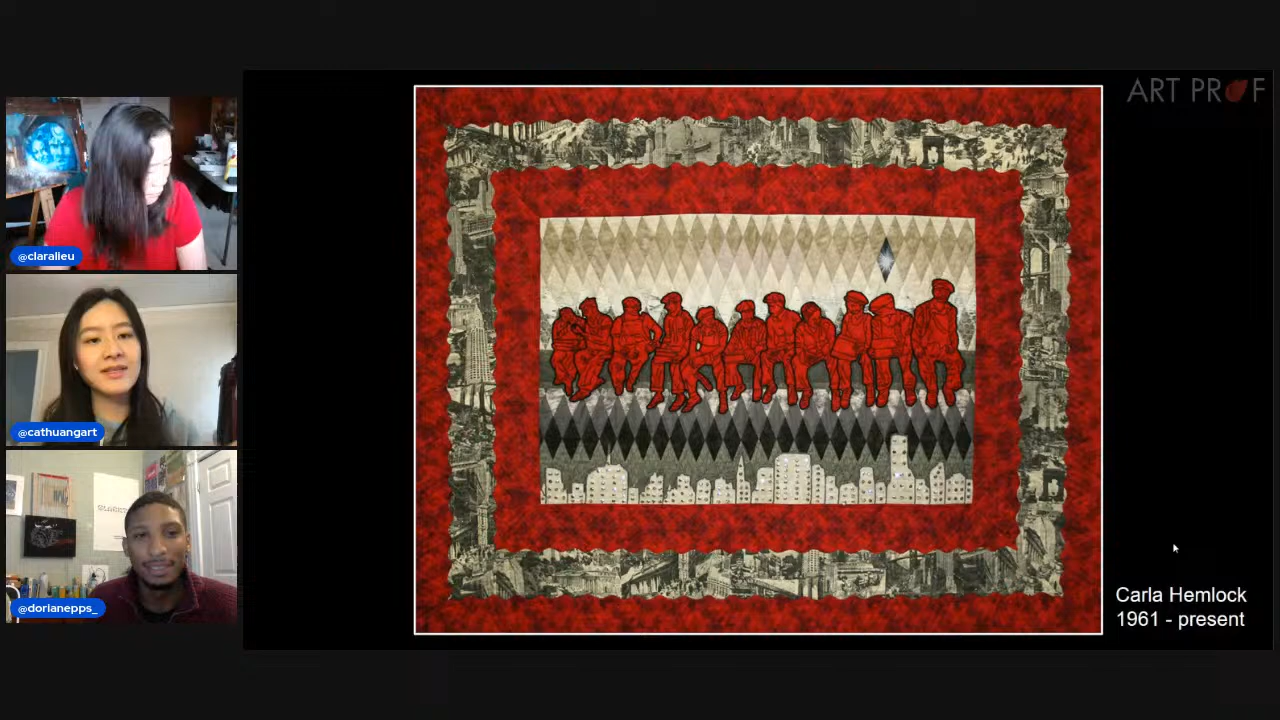 ART PROF
@claralieu
@cathuangart
@dorianepps_
Carla Hemlock
1961 - present